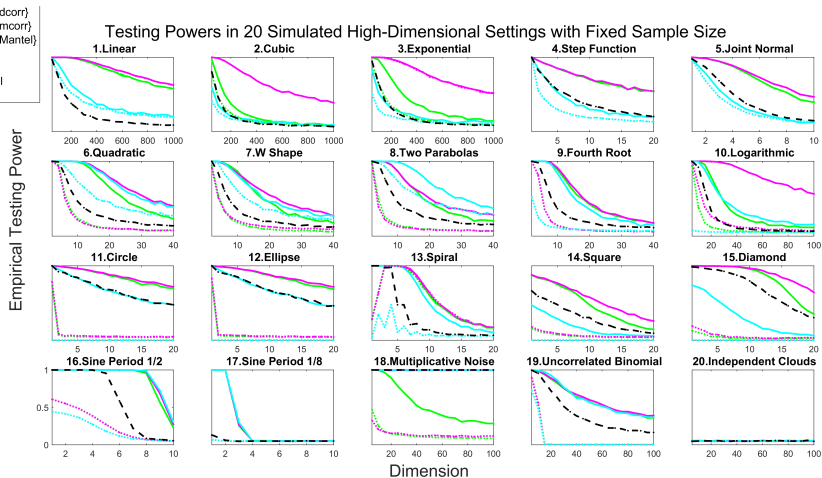 dcorr}
mcorr}
Mantel}
l
Testing Powers in 20 Simulated High-Dimensional Settings with Fixed Sample Size
1.Linear 2.Cubic 3.Exponential 4.Step Function 5.Joint Normal
200 400 600 800 1000 200 400 600 800 1000 200 400 600 800 1000 5 10 15 20 2 4 6 8 10
6.Quadratic 7.W Shape 8.Two Parabolas 9.Fourth Root 10.Logarithmic
10 20 30 40 10 20 30 40 10 20 30 40 10 20 30 40 20 40 60 80 100
11.Circle 12.Ellipse 13.Spiral 14.Square 15.Diamond
5 10 15 20 5 10 15 20 5 10 15 20 5 10 15 20 5 10 15 20
16.Sine Period 1/2 17.Sine Period 1/8 18.Multiplicative Noise 19.Uncorrelated Binomial 20.Independent Clouds
1
0.5
0
2 4 6 8 10 2 4 6 8 10 20 40 60 80 100 20 40 60 80 100 20 40 60 80 100
Empirical Testing Power
Dimension